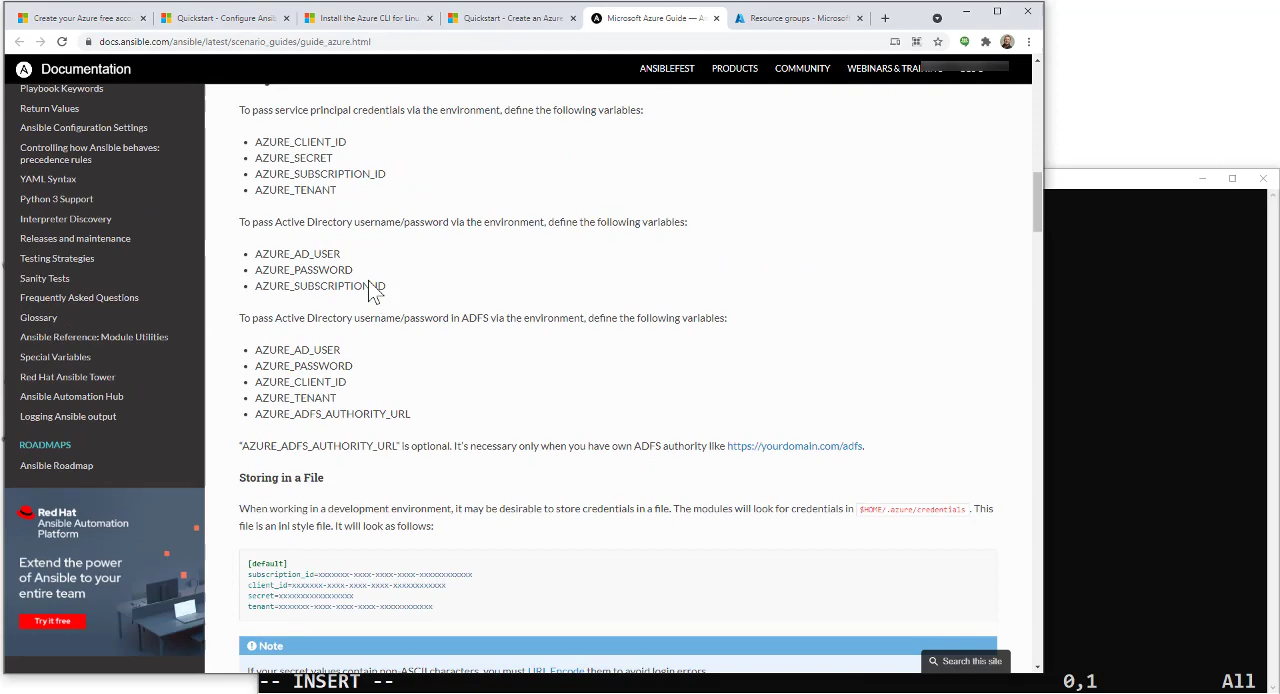 Create your Azure free acco
Quickstart - Configure Ansib
Install the Azure CLI for Linu
Quickstart - Create an Azure
Microsoft Azure Guide — A
Resource groups - Microsoft
docs.ansible.com/ansible/latest/scenario_guides/guide_azure.html
Documentation
ANSIBLEFEST
PRODUCTS
COMMUNITY
WEBINARS & TRAINING
Playbook Keywords
Return Values
Ansible Configuration Settings
Controlling how Ansible behaves:
precedence rules
YAML Syntax
Python 3 Support
Interpreter Discovery
Releases and maintenance
Testing Strategies
Sanity Tests
Frequently Asked Questions
Glossary
Ansible Reference: Module Utilities
Special Variables
Red Hat Ansible Tower
Ansible Automation Hub
Logging Ansible output
ROADMAPS
Ansible Roadmap
Red Hat
Ansible Automation
Platform
Extend the power
of Ansible to your
entire team
Try it free
To pass service principal credentials via the environment, define the following variables:
• AZURE_CLIENT_ID
• AZURE_SECRET
• AZURE_SUBSCRIPTION_ID
• AZURE_TENANT
To pass Active Directory username/password via the environment, define the following variables:
• AZURE_AD_USER
• AZURE_PASSWORD
• AZURE_SUBSCRIPTION_ID
To pass Active Directory username/password in ADFS via the environment, define the following variables:
• AZURE_AD_USER
• AZURE_PASSWORD
• AZURE_CLIENT_ID
• AZURE_TENANT
• AZURE_ADFS_AUTHORITY_URL
“AZURE_ADFS_AUTHORITY_URL” is optional. It’s necessary only when you have own ADFS authority like https://yourdomain.com/adfs.
Storing in a File
When working in a development environment, it may be desirable to store credentials in a file. The modules will look for credentials in $HOME/.azure/credentials . This
file is an ini style file. It will look as follows:
[default]
subscription_id=xxxxxxx-xxxx-xxxx-xxxx-xxxxxxxxxxxx
client_id=xxxxxxx-xxxx-xxxx-xxxx-xxxxxxxxxxxx
secret=xxxxxxxxxxxxxxxxx
tenant=xxxxxxx-xxxx-xxxx-xxxx-xxxxxxxxxxxx
Note
If your secret values contain non-ASCII characters, you must URL Encode them to avoid login errors.
Search this site
-- INSERT --
0,1
All